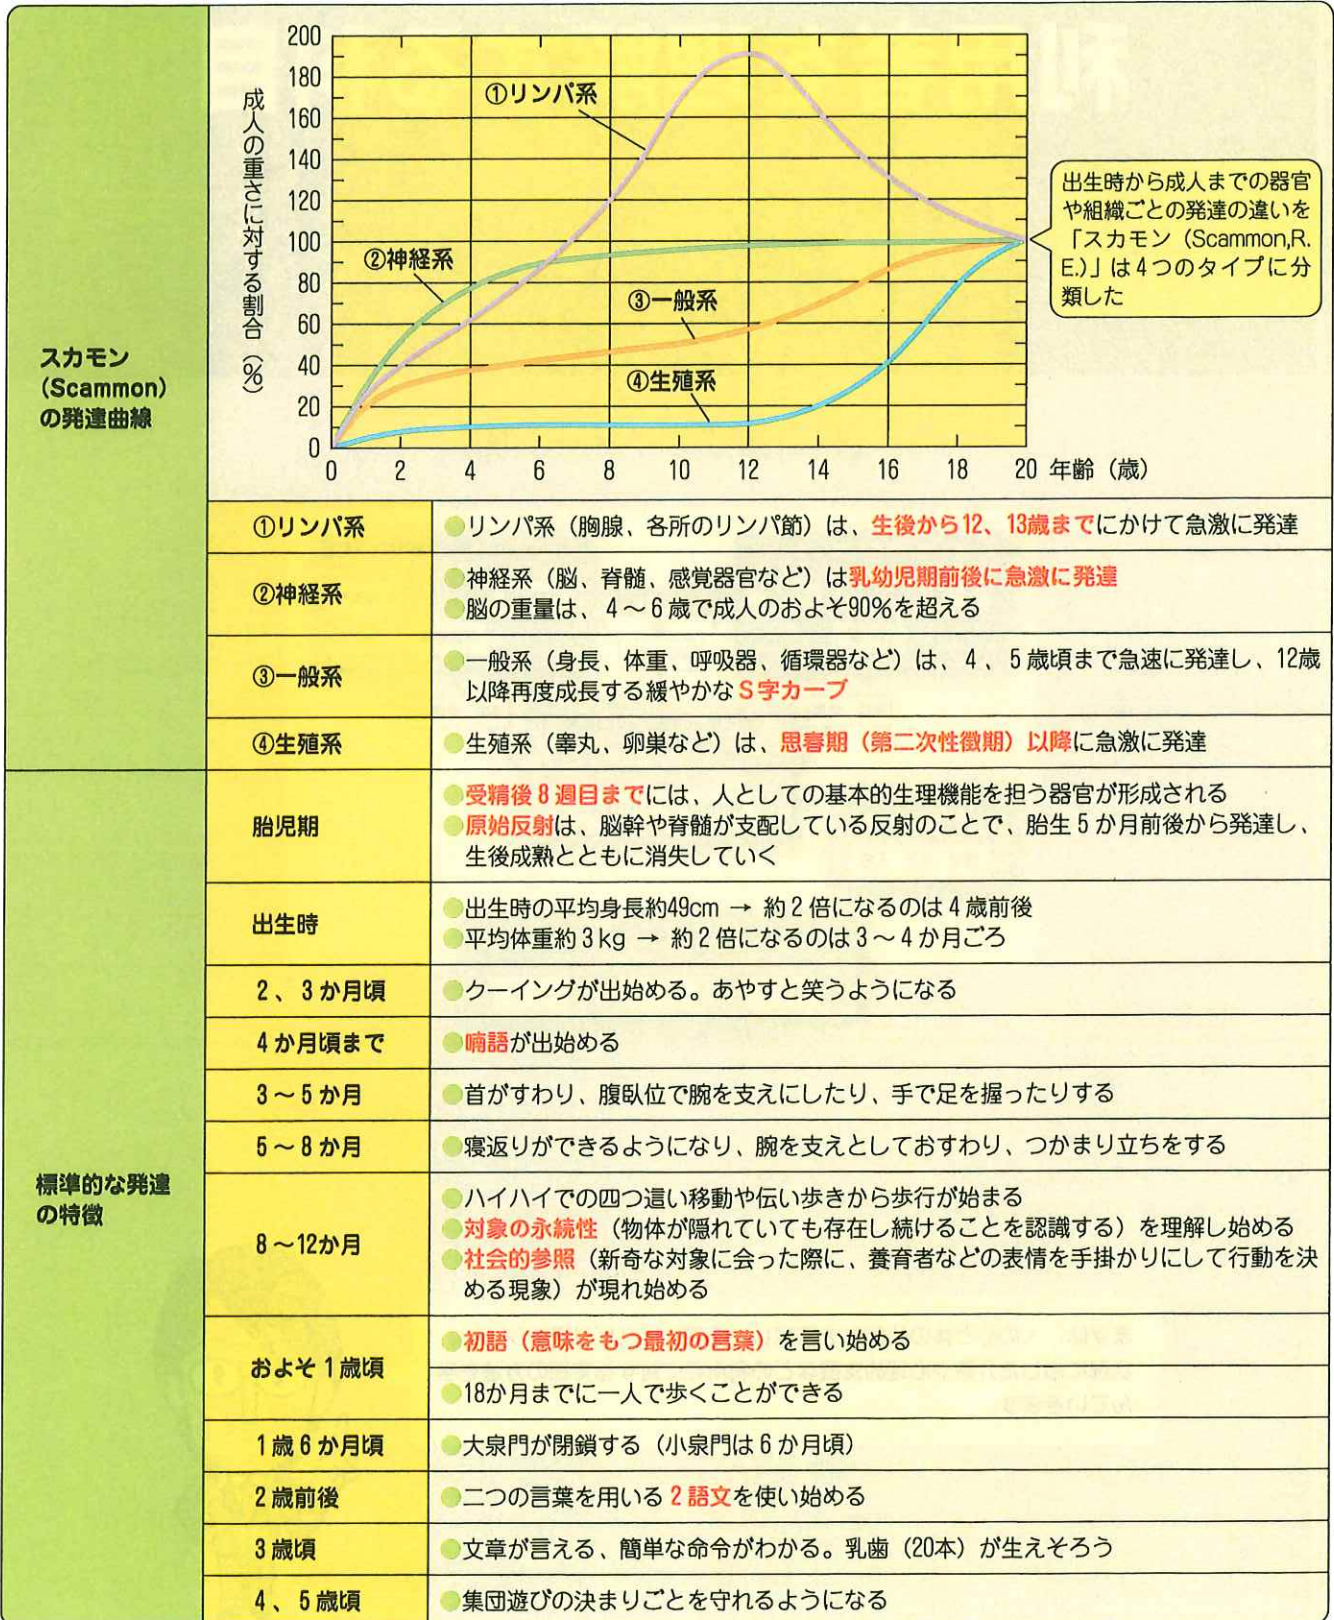 スカモン
（Scammon）
の発達曲線
成人の重さに対する割合（％）
200
180
160
140
120
100
80
60
40
20
0
0 2 4 6 8 10 12 14 16 18 20 年齢（歳）
①リンパ系
②神経系
③一般系
④生殖系
出生時から成人までの器官
や組織ごとの発達の違いを
「スカモン（Scammon,R.
E.）」は4つのタイプに分
類した
①リンパ系
●リンパ系（胸腺、各所のリンパ節）は、生後から12、13歳までにかけて急激に発達
②神経系
●神経系（脳、脊髄、感覚器官など）は乳幼児期前後に急激に発達
●脳の重量は、4～6歳で成人のおよそ90％を超える
③一般系
●一般系（身長、体重、呼吸器、循環器など）は、4、5歳頃まで急速に発達し、12歳
以降再度成長する緩やかなS字カーブ
④生殖系
●生殖系（睾丸、卵巣など）は、思春期（第二次性徴期）以降に急激に発達
標準的な発達
の特徴
胎児期
●受精後8週目までには、人としての基本的生理機能を担う器官が形成される
●原始反射は、脳幹や脊髄が支配している反射のことで、胎生5か月前後から発達し、
生後成熟とともに消失していく
出生時
●出生時の平均身長約49cm → 約2倍になるのは4歳前後
●平均体重約3kg → 約2倍になるのは3～4か月ごろ
2、3か月頃
●クーイングが出始める。あやすと笑うようになる
4か月頃まで
●喃語が出始める
3～5か月
●首がすわり、腹臥位で腕を支えにしたり、手で足を握ったりする
5～8か月
●寝返りができるようになり、腕を支えとしておすわり、つかまり立ちをする
8～12か月
●ハイハイでの四つ這い移動や伝い歩きから歩行が始まる
●対象の永続性（物体が隠れていても存在し続けることを認識する）を理解し始める
●社会的参照（新奇な対象に会った際に、養育者などの表情を手掛かりにして行動を決
める現象）が現れ始める
およそ1歳頃
●初語（意味をもつ最初の言葉）を言い始める
●18か月までに一人で歩くことができる
1歳6か月頃
●大泉門が閉鎖する（小泉門は6か月頃）
2歳前後
●二つの言葉を用いる2語文を使い始める
3歳頃
●文章が言える、簡単な命令がわかる。乳歯（20本）が生えそろう
4、5歳頃
●集団遊びの決まりごとを守れるようになる